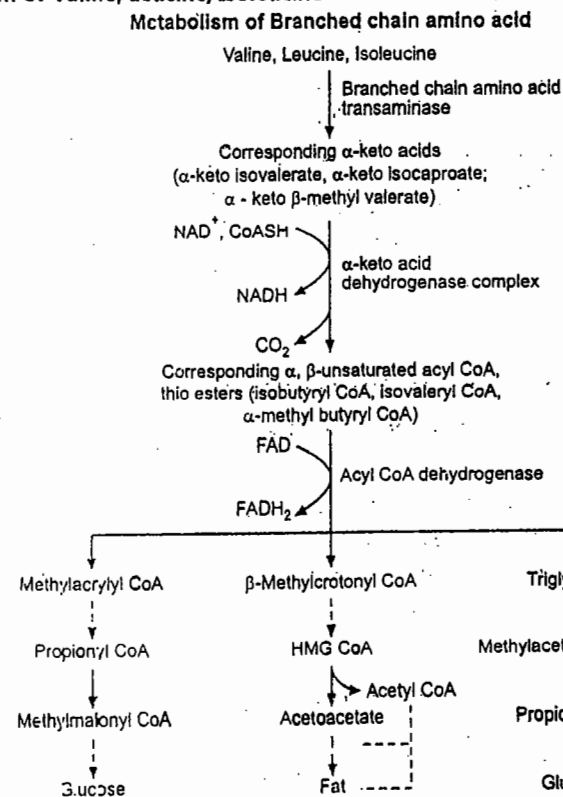 Metabolism of Branched chain amino acid
Valine, Leucine, Isoleucine
Branched chain amino acid
transaminase
Corresponding α-keto acids
(α-keto isovalerate, α-keto isocaproate;
α - keto β-methyl valerate)
NAD⁺, CoASH
α-keto acid
dehydrogenase complex
NADH
CO₂
Corresponding α, β-unsaturated acyl CoA,
thio esters (isobutyryl CoA, isovaleryl CoA,
α-methyl butyryl CoA)
FAD
Acyl CoA dehydrogenase
FADH₂
Methylacrylyl CoA β-Methylcrotonyl CoA
Propionyl CoA HMG CoA
Acetyl CoA
Methylmalonyl CoA Acetoacetate
Glucose Fat